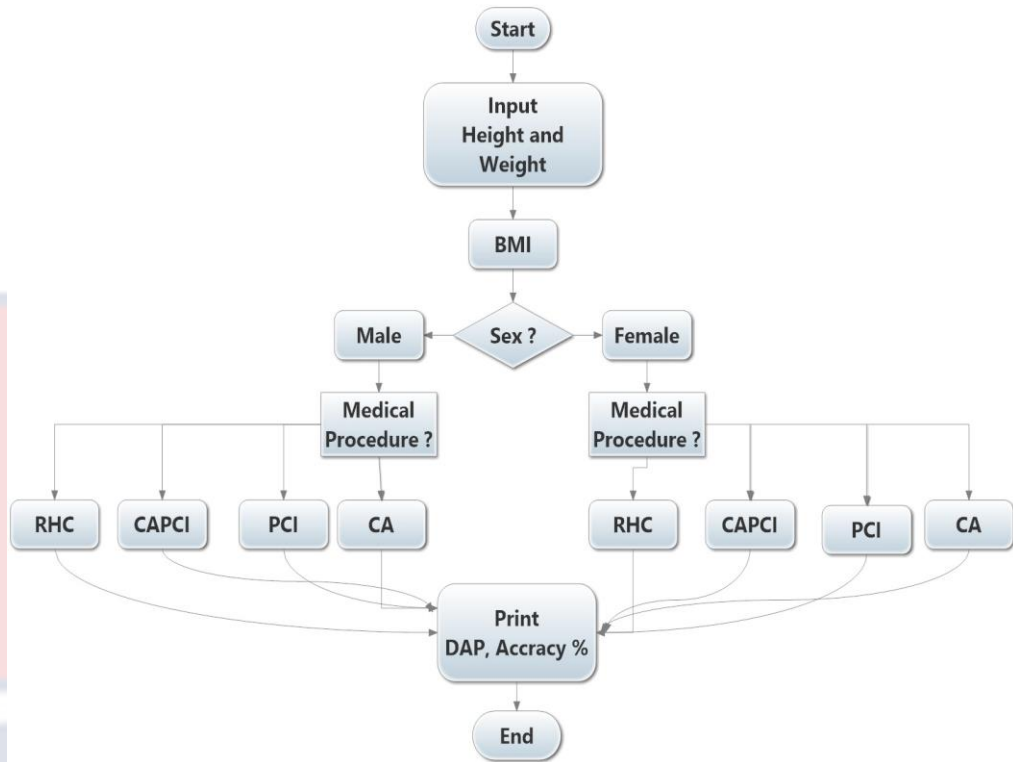 Start
Input
Height and
Weight
BMI
Male
Sex ?
Female
Medical
Procedure ?
Medical
Procedure ?
RHC
CAPCI
PCI
CA
RHC
CAPCI
PCI
CA
Print
DAP, Accracy %
End